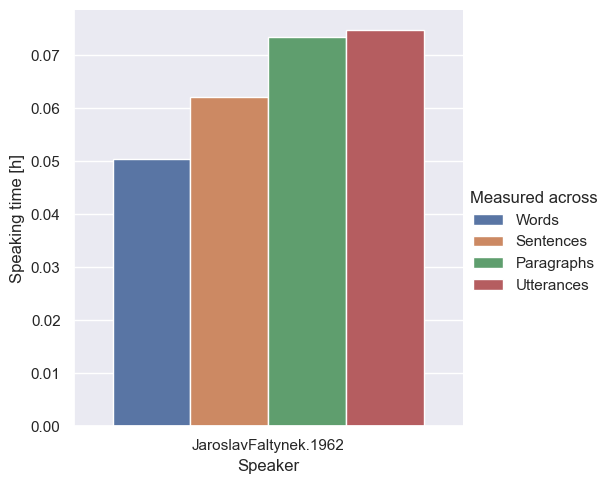 0.07
0.06
0.05
0.04
0.03
0.02
0.01
0.00
Speaking time [h]
JaroslavFaltynek.1962
Speaker
Measured across
Words
Sentences
Paragraphs
Utterances